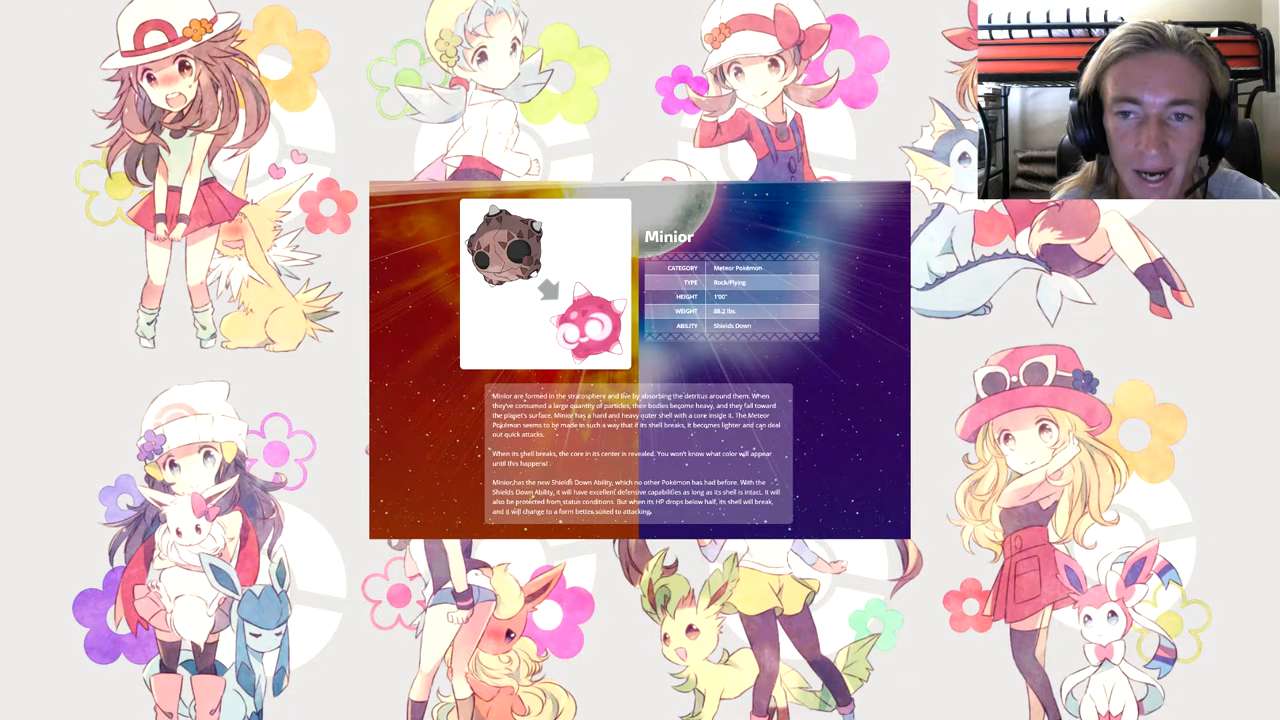 Minior
CATEGORY Meteor Pokémon
TYPE Rock/Flying
HEIGHT 1'00"
WEIGHT 88.2 lbs.
ABILITY Shields Down
Minior are formed in the stratosphere and live by absorbing the detritus around them. When
they've consumed a large quantity of particles, their bodies become heavy, and they fall toward
the planet's surface. Minior has a hard and heavy outer shell with a core inside it. The Meteor
Pokémon seems to be made in such a way that if its shell breaks, it becomes lighter and can deal
out quick attacks.
When its shell breaks, the core in its center is revealed. You won't know what color will appear
until this happens!
Minior has the new Shields Down Ability, which no other Pokémon has had before. With the
Shields Down Ability, it will have excellent defensive capabilities as long as its shell is intact. It will
also be protected from status conditions. But when its HP drops below half, its shell will break,
and it will change to a form better suited to attacking.